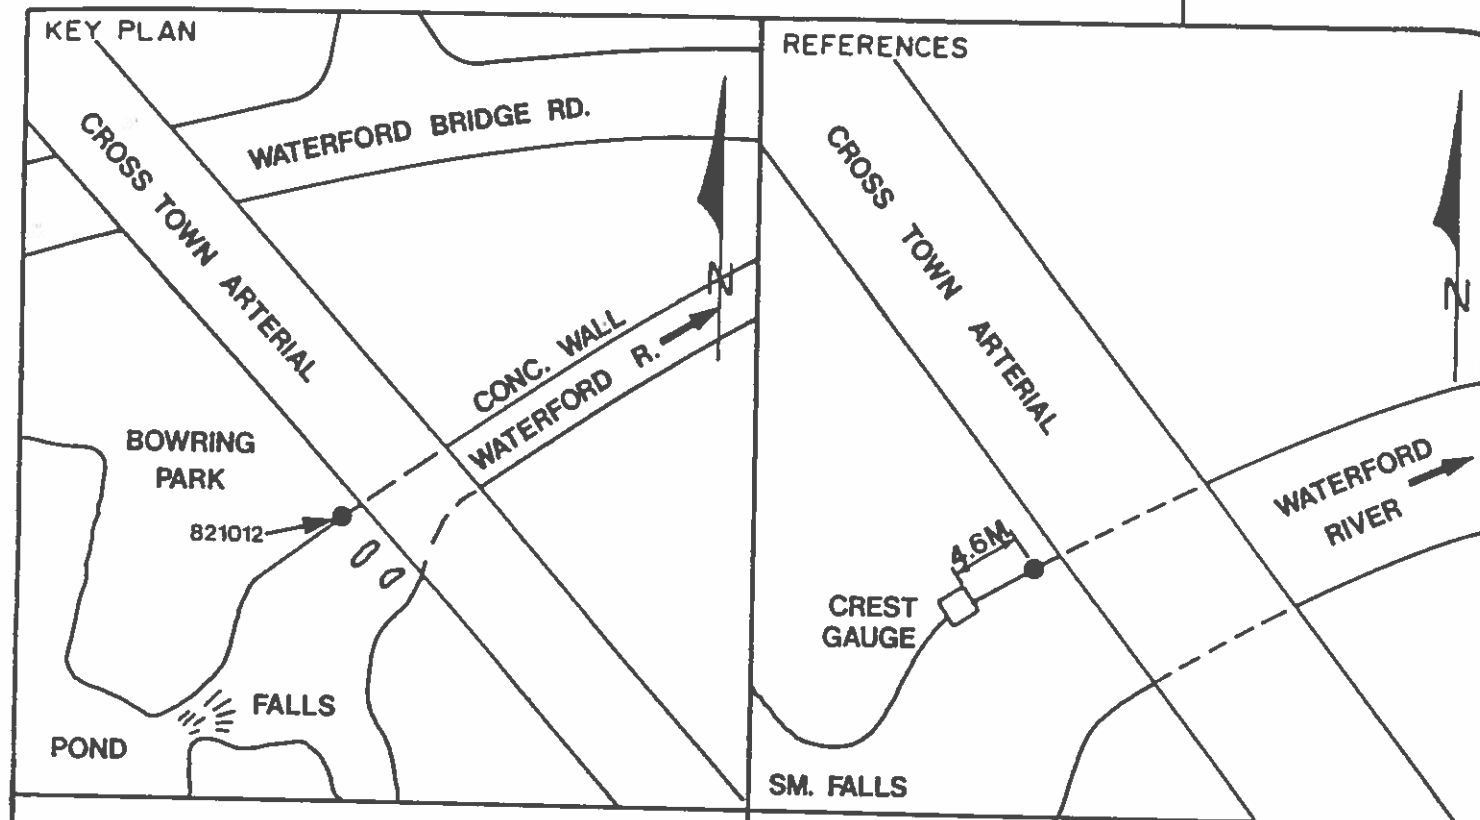 KEY PLAN
WATERFORD BRIDGE RD.
CROSS TOWN ARTERIAL
N
CONC. WALL
WATERFORD R.
BOWRING
PARK
821012
FALLS
POND
REFERENCES
CROSS TOWN ARTERIAL
N
WATERFORD
RIVER
4.6M.
CREST
GAUGE
SM. FALLS